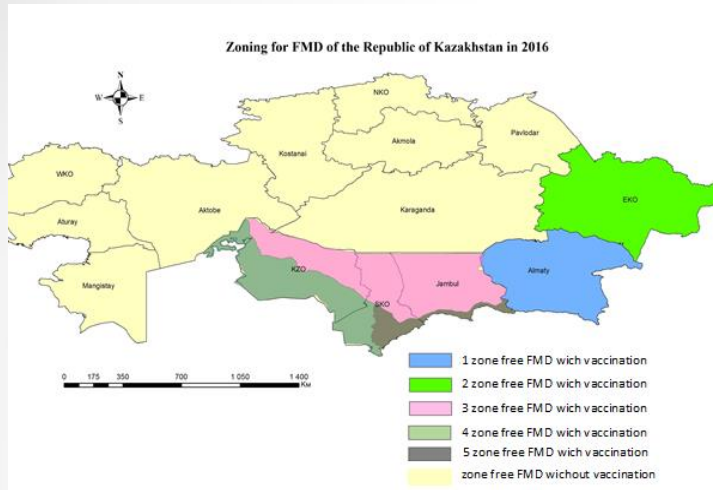 Zoning for FMD of the Republic of Kazakhstan in 2016
N
W E
S
NKO
Kostanai
Akmola
Pavlodar
WKO
Aktobe
Karaganda
EKO
Aturay
Mangistay
KZO
SKO
Jambul
Almaty
0 175 350 700 1 050 1 400
Км
1 zone free FMD wich vaccination
2 zone free FMD wich vaccination
3 zone free FMD wich vaccination
4 zone free FMD wich vaccination
5 zone free FMD wich vaccination
zone free FMD wichout vaccination